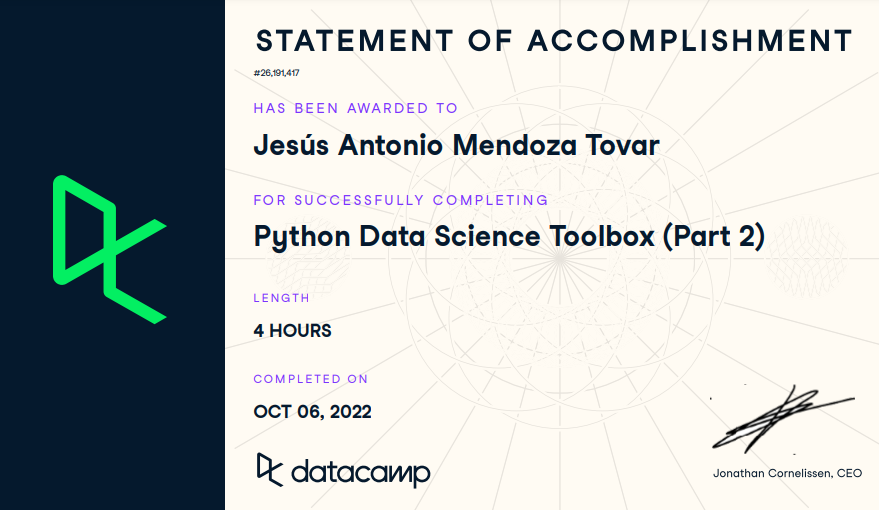 STATEMENT OF ACCOMPLISHMENT
#26,191,417
HAS BEEN AWARDED TO
Jesús Antonio Mendoza Tovar
FOR SUCCESSFULLY COMPLETING
Python Data Science Toolbox (Part 2)
LENGTH
4 HOURS
COMPLETED ON
OCT 06, 2022
datacamp
Jonathan Cornelissen, CEO